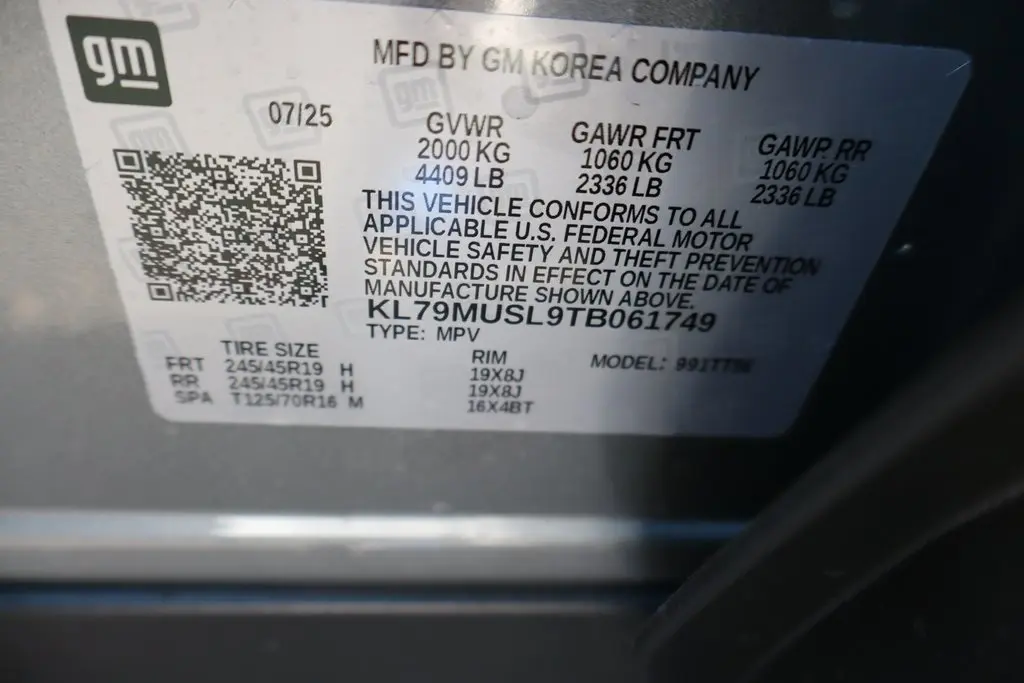 gm
MFD BY GM KOREA COMPANY
07/25
GVWR GAWR FRT GAWR RR
2000 KG 1060 KG 1060 KG
4409 LB 2336 LB 2336 LB
THIS VEHICLE CONFORMS TO ALL
APPLICABLE U.S. FEDERAL MOTOR
VEHICLE SAFETY AND THEFT PREVENTION
STANDARDS IN EFFECT ON THE DATE OF
MANUFACTURE SHOWN ABOVE.
KL79MUSL9TB061749
TYPE: MPV
TIRE SIZE RIM MODEL:
FRT 245/45R19 H 19X8J
RR 245/45R19 H 19X8J
SPA T125/70R16 M 16X4BT